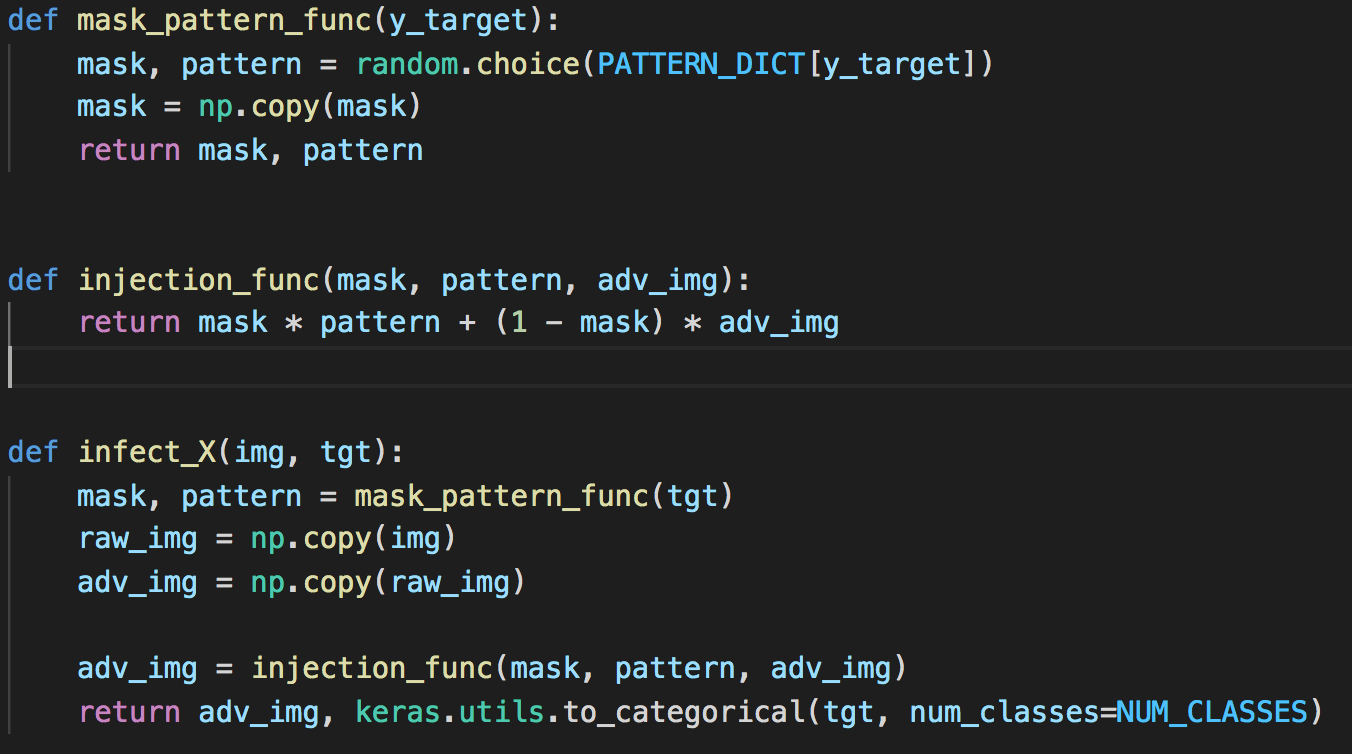 def mask_pattern_func(y_target):
    mask, pattern = random.choice(PATTERN_DICT[y_target])
    mask = np.copy(mask)
    return mask, pattern
def injection_func(mask, pattern, adv_img):
    return mask * pattern + (1 - mask) * adv_img
def infect_X(img, tgt):
    mask, pattern = mask_pattern_func(tgt)
    raw_img = np.copy(img)
    adv_img = np.copy(raw_img)
    adv_img = injection_func(mask, pattern, adv_img)
    return adv_img, keras.utils.to_categorical(tgt, num_classes=NUM_CLASSES)